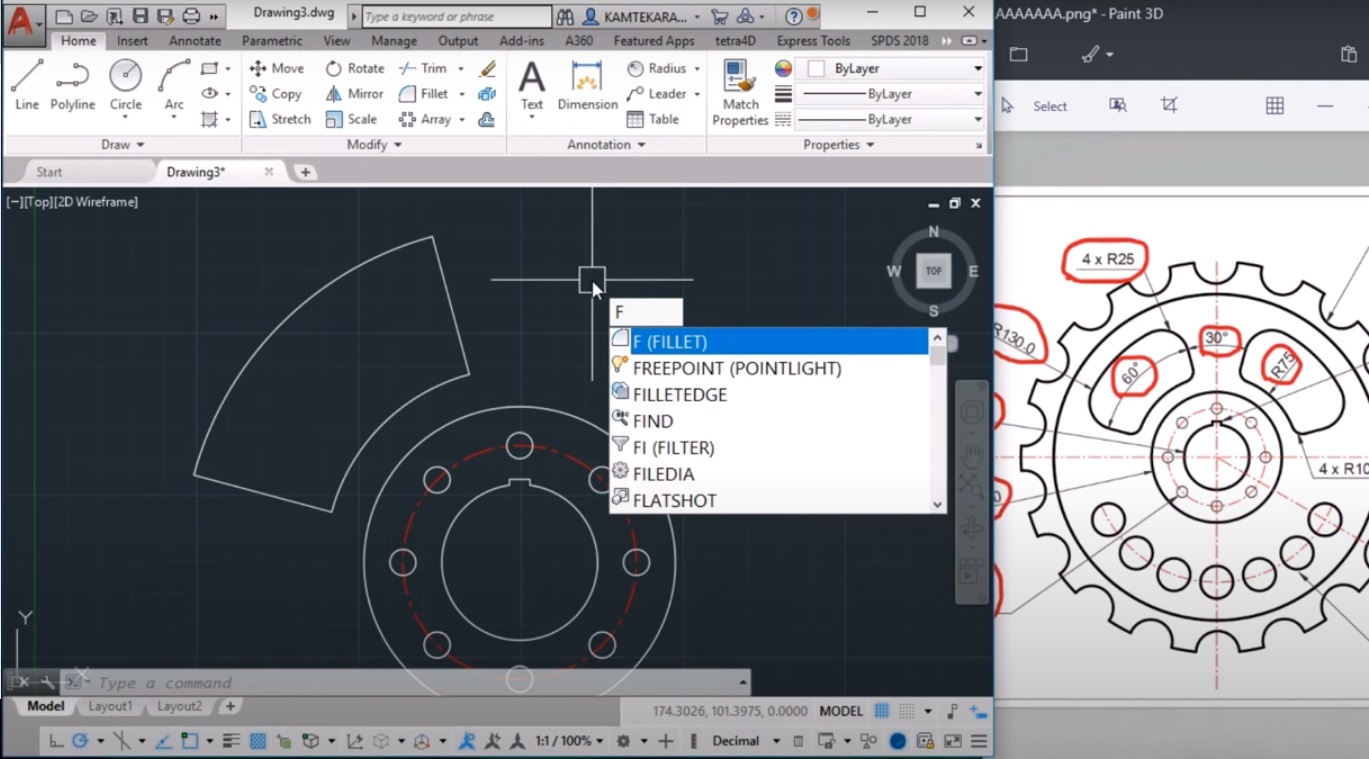 Drawing3.dwg
Type a keyword or phrase
KAMTEKARA...
AAAAAAA.png* - Paint 3D
Home Insert Annotate Parametric View Manage Output Add-ins A360 Featured Apps tetra4D Express Tools SPDS 2018
Line Polyline Circle Arc
Move Rotate Trim
Copy Mirror Fillet
Stretch Scale Array
Text Dimension
Radius
Leader
Table
Match
Properties
ByLayer
ByLayer
ByLayer
Draw Modify Annotation Properties
Select
Start Drawing3* +
[−][Top][2D Wireframe]
N
W TOP E
S
F
F (FILLET)
FREEPOINT (POINTLIGHT)
FILLETEDGE
FIND
FI (FILTER)
FILEDIA
FLATSHOT
4 x R25
R130.0
30°
60°
R75
4 x R10
0
Y
X
Type a command
Model Layout1 Layout2 +
174.3026, 101.3975, 0.0000 MODEL
1:1 / 100% Decimal